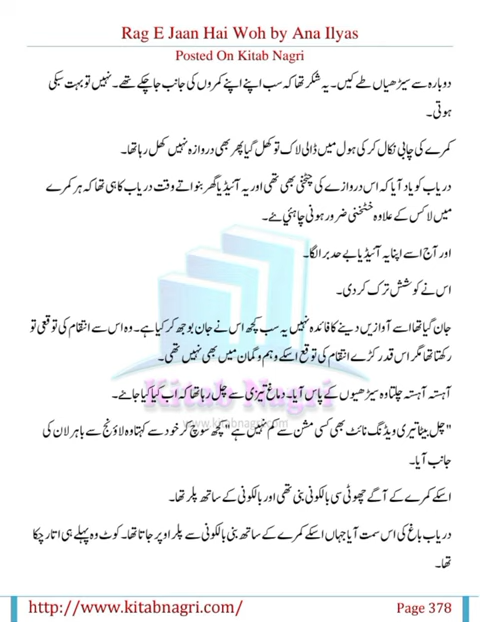 Rag E Jaan Hai Woh by Ana Ilyas
Posted On Kitab Nagri
دوبارہ سے سیڑھیاں طے کیں۔ یہ شکر تھا کہ سب اپنے اپنے کمروں کی جانب جا چکے تھے۔ نہیں تو بہت سبکی
ہوتی۔
کمرے کی چابی نکال کر کی ہول میں ڈالی لاک تو کھل گیا پھر بھی دروازہ نہیں کھل رہا تھا۔
دریاب کو یاد آیا کہ اس دروازے کی چٹخنی بھی تھی اور یہ آئیڈیا گھر بنواتے وقت دریاب کا ہی تھا کہ ہر کمرے
میں لاکس کے علاوہ چٹخنی ضرور ہونی چاہئیے۔
اور آج اسے اپنا یہ آئیڈیا بے حد برا لگا۔
اس نے کوشش ترک کر دی۔
جان گیا تھا اسے آوازیں دینے کا فائدہ نہیں یہ سب کچھ اس نے جان بوجھ کر کیا ہے۔ وہ اس سے انتقام کی توقعی تو
رکھتا تھا مگر اس قدر کڑے انتقام کی توقع اسکے وہم و گمان میں بھی نہیں تھی۔
آہستہ آہستہ چلتا وہ سیڑھیوں کے پاس آیا۔ دماغ تیزی سے چل رہا تھا کہ اب کیا کیا جائے۔
"چل بیٹا تیری ویڈنگ نائٹ بھی کسی مشن سے کم نہیں ہے" کچھ سوچ کر خود سے کہتا وہ لاؤنج سے باہر لان کی
جانب آیا۔
اسکے کمرے کے آگے چھوٹی سی بالکونی بنی تھی اور بالکونی کے ساتھ پلر تھا۔
دریاب باغ کی اس سمت آیا جہاں اسکے کمرے کے ساتھ بنی بالکونی سے پلر اوپر جاتا تھا۔ کوٹ وہ پہلے ہی اتار چکا
تھا۔
Kitab Nagri
www.kitabnagri.com
http://www.kitabnagri.com/
Page 378